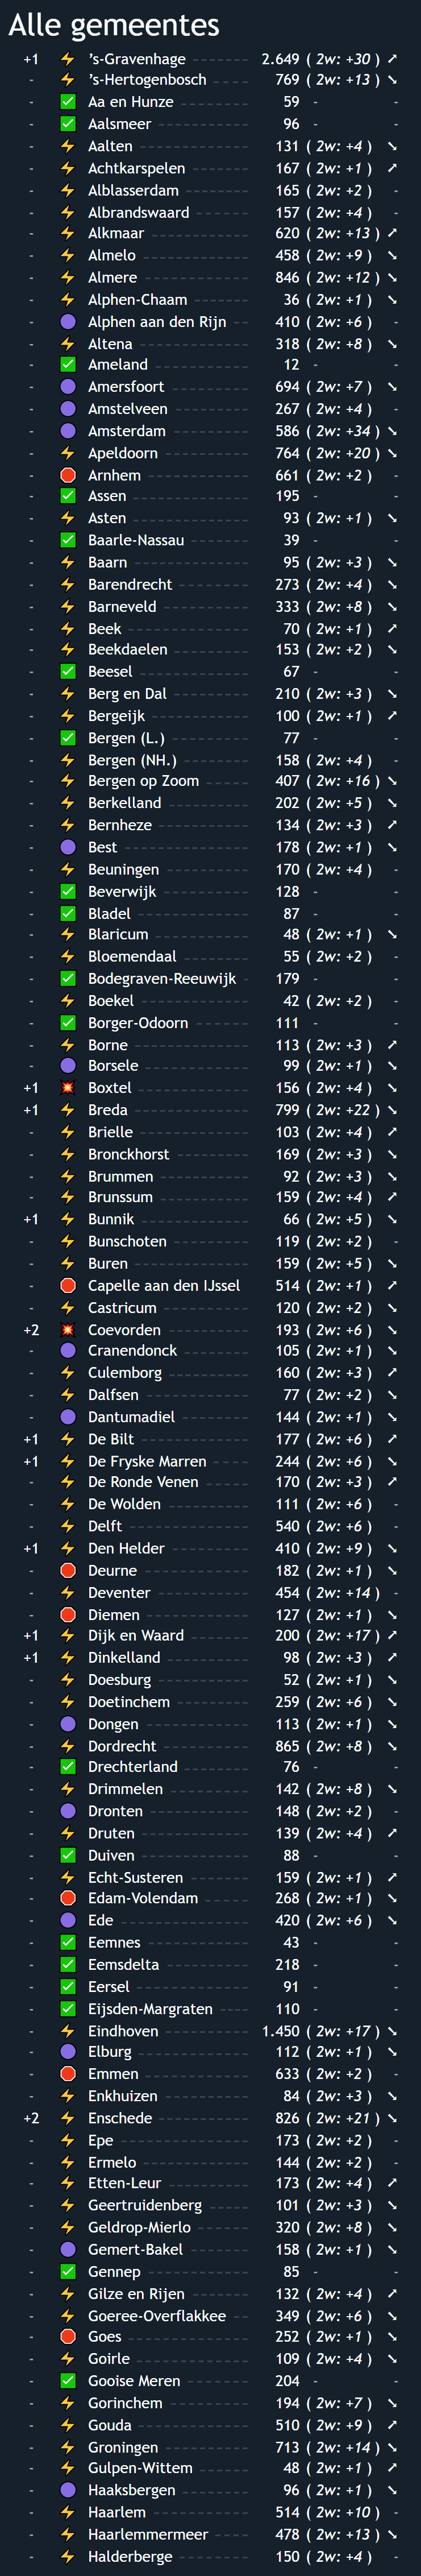 Alle gemeentes
+1 ⚡ ’s-Gravenhage 2.649 ( 2w: +30 ) ➚
- ⚡ ’s-Hertogenbosch 769 ( 2w: +13 ) ➘
- ✅ Aa en Hunze 59 - -
- ✅ Aalsmeer 96 - -
- ⚡ Aalten 131 ( 2w: +4 ) ➘
- ⚡ Achtkarspelen 167 ( 2w: +1 ) ➚
- ⚡ Alblasserdam 165 ( 2w: +2 ) -
- ⚡ Albrandswaard 157 ( 2w: +4 ) -
- ⚡ Alkmaar 620 ( 2w: +13 ) ➚
- ⚡ Almelo 458 ( 2w: +9 ) ➘
- ⚡ Almere 846 ( 2w: +12 ) ➘
- ⚡ Alphen-Chaam 36 ( 2w: +1 ) ➘
- 🟣 Alphen aan den Rijn 410 ( 2w: +6 ) -
- ⚡ Altena 318 ( 2w: +8 ) ➘
- ✅ Ameland 12 - -
- 🟣 Amersfoort 694 ( 2w: +7 ) ➘
- 🟣 Amstelveen 267 ( 2w: +4 ) -
- 🟣 Amsterdam 586 ( 2w: +34 ) ➘
- ⚡ Apeldoorn 764 ( 2w: +20 ) ➘
- 🛑 Arnhem 661 ( 2w: +2 ) -
- ✅ Assen 195 - -
- ⚡ Asten 93 ( 2w: +1 ) ➘
- ✅ Baarle-Nassau 39 - -
- ⚡ Baarn 95 ( 2w: +3 ) ➘
- ⚡ Barendrecht 273 ( 2w: +4 ) ➘
- ⚡ Barneveld 333 ( 2w: +8 ) ➘
- ⚡ Beek 70 ( 2w: +1 ) ➚
- ⚡ Beekdaelen 153 ( 2w: +2 ) ➘
- ✅ Beesel 67 - -
- ⚡ Berg en Dal 210 ( 2w: +3 ) ➘
- ⚡ Bergeijk 100 ( 2w: +1 ) ➚
- ✅ Bergen (L.) 77 - -
- ⚡ Bergen (NH.) 158 ( 2w: +4 ) -
- ⚡ Bergen op Zoom 407 ( 2w: +16 ) ➘
- ⚡ Berkelland 202 ( 2w: +5 ) ➘
- ⚡ Bernheze 134 ( 2w: +3 ) ➚
- 🟣 Best 178 ( 2w: +1 ) ➘
- ⚡ Beuningen 170 ( 2w: +4 ) -
- ✅ Beverwijk 128 - -
- ✅ Bladel 87 - -
- ⚡ Blaricum 48 ( 2w: +1 ) ➘
- ⚡ Bloemendaal 55 ( 2w: +2 ) -
- ✅ Bodegraven-Reeuwijk 179 - -
- ⚡ Boekel 42 ( 2w: +2 ) -
- ✅ Borger-Odoorn 111 - -
- ⚡ Borne 113 ( 2w: +3 ) ➚
- 🟣 Borsele 99 ( 2w: +1 ) ➘
+1 💥 Boxtel 156 ( 2w: +4 ) ➘
+1 ⚡ Breda 799 ( 2w: +22 ) ➘
- ⚡ Brielle 103 ( 2w: +4 ) ➚
- ⚡ Bronckhorst 169 ( 2w: +3 ) ➘
- ⚡ Brummen 92 ( 2w: +3 ) ➘
- ⚡ Brunssum 159 ( 2w: +4 ) ➚
+1 ⚡ Bunnik 66 ( 2w: +5 ) ➘
- ⚡ Bunschoten 119 ( 2w: +2 ) -
- ⚡ Buren 159 ( 2w: +5 ) ➘
- 🛑 Capelle aan den IJssel 514 ( 2w: +1 ) ➚
- ⚡ Castricum 120 ( 2w: +2 ) ➘
+2 💥 Coevorden 193 ( 2w: +6 ) ➘
- 🟣 Cranendonck 105 ( 2w: +1 ) ➘
- ⚡ Culemborg 160 ( 2w: +3 ) ➚
- ⚡ Dalfsen 77 ( 2w: +2 ) ➘
- 🟣 Dantumadiel 144 ( 2w: +1 ) ➘
+1 ⚡ De Bilt 177 ( 2w: +6 ) ➚
+1 ⚡ De Fryske Marren 244 ( 2w: +6 ) ➘
- ⚡ De Ronde Venen 170 ( 2w: +3 ) ➚
- ⚡ De Wolden 111 ( 2w: +6 ) -
- ⚡ Delft 540 ( 2w: +6 ) -
+1 ⚡ Den Helder 410 ( 2w: +9 ) ➘
- 🛑 Deurne 182 ( 2w: +1 ) ➘
- ⚡ Deventer 454 ( 2w: +14 ) -
- 🛑 Diemen 127 ( 2w: +1 ) ➘
+1 ⚡ Dijk en Waard 200 ( 2w: +17 ) ➚
+1 ⚡ Dinkelland 98 ( 2w: +3 ) ➚
- ⚡ Doesburg 52 ( 2w: +1 ) ➘
- ⚡ Doetinchem 259 ( 2w: +6 ) ➘
- 🟣 Dongen 113 ( 2w: +1 ) ➘
- ⚡ Dordrecht 865 ( 2w: +8 ) ➘
- ✅ Drechterland 76 - -
- ⚡ Drimmelen 142 ( 2w: +8 ) ➘
- 🟣 Dronten 148 ( 2w: +2 ) -
- ⚡ Druten 139 ( 2w: +4 ) ➚
- ✅ Duiven 88 - -
- ⚡ Echt-Susteren 159 ( 2w: +1 ) ➚
- 🛑 Edam-Volendam 268 ( 2w: +1 ) ➘
- 🟣 Ede 420 ( 2w: +6 ) ➘
- ✅ Eemnes 43 - -
- ✅ Eemsdelta 218 - -
- ✅ Eersel 91 - -
- ✅ Eijsden-Margraten 110 - -
- ⚡ Eindhoven 1.450 ( 2w: +17 ) ➘
- 🟣 Elburg 112 ( 2w: +1 ) ➘
- 🛑 Emmen 633 ( 2w: +2 ) -
- ⚡ Enkhuizen 84 ( 2w: +3 ) ➘
+2 ⚡ Enschede 826 ( 2w: +21 ) ➘
- ⚡ Epe 173 ( 2w: +2 ) -
- ⚡ Ermelo 144 ( 2w: +2 ) -
- ⚡ Etten-Leur 173 ( 2w: +4 ) ➚
- ⚡ Geertruidenberg 101 ( 2w: +3 ) ➘
- ⚡ Geldrop-Mierlo 320 ( 2w: +8 ) ➘
- 🟣 Gemert-Bakel 158 ( 2w: +1 ) ➘
- ✅ Gennep 85 - -
- ⚡ Gilze en Rijen 132 ( 2w: +4 ) ➚
- ⚡ Goeree-Overflakkee 349 ( 2w: +6 ) ➘
- 🛑 Goes 252 ( 2w: +1 ) ➘
- ⚡ Goirle 109 ( 2w: +4 ) ➘
- ✅ Gooise Meren 204 - -
- ⚡ Gorinchem 194 ( 2w: +7 ) ➘
- ⚡ Gouda 510 ( 2w: +9 ) ➚
- ⚡ Groningen 713 ( 2w: +14 ) ➘
- ⚡ Gulpen-Wittem 48 ( 2w: +1 ) ➚
- 🟣 Haaksbergen 96 ( 2w: +1 ) ➘
- ⚡ Haarlem 514 ( 2w: +10 ) -
- ⚡ Haarlemmermeer 478 ( 2w: +13 ) ➘
- ⚡ Halderberge 150 ( 2w: +4 ) -